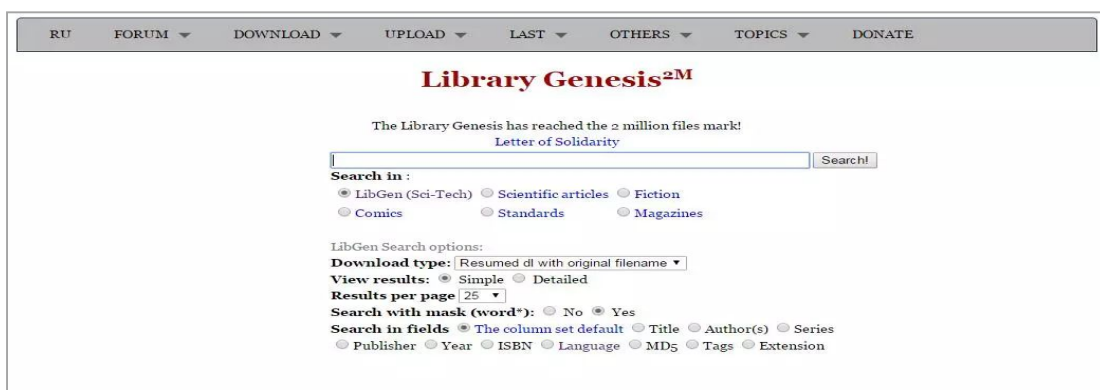 RU FORUM DOWNLOAD UPLOAD LAST OTHERS TOPICS DONATE
Library Genesis2M
The Library Genesis has reached the 2 million files mark!
Letter of Solidarity
Search!
Search in :
LibGen (Sci-Tech) Scientific articles Fiction
Comics Standards Magazines
LibGen Search options:
Download type: Resumed dl with original filename
View results: Simple Detailed
Results per page 25
Search with mask (word*): No Yes
Search in fields The column set default Title Author(s) Series
Publisher Year ISBN Language MD5 Tags Extension